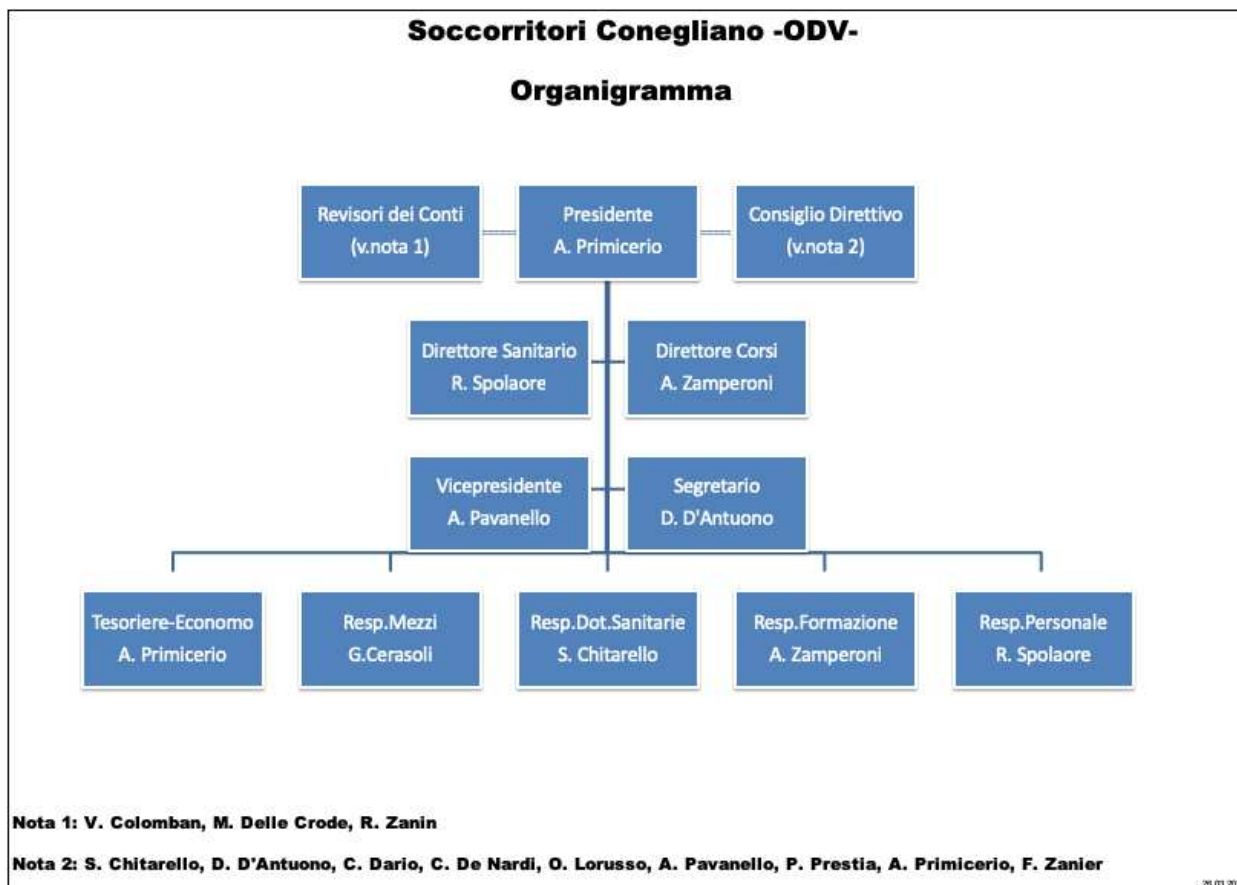 Soccorritori Conegliano -ODV-
Organigramma
Revisori dei Conti
(v.nota 1)
Presidente
A. Primicerio
Consiglio Direttivo
(v.nota 2)
Direttore Sanitario
R. Spolaore
Direttore Corsi
A. Zamperoni
Vicepresidente
A. Pavanello
Segretario
D. D'Antuono
Tesoriere-Economo
A. Primicerio
Resp.Mezzi
G.Cerasoli
Resp.Dot.Sanitarie
S. Chitarello
Resp.Formazione
A. Zamperoni
Resp.Personale
R. Spolaore
Nota 1: V. Colomban, M. Delle Crode, R. Zanin
Nota 2: S. Chitarello, D. D'Antuono, C. Dario, C. De Nardi, O. Lorusso, A. Pavanello, P. Prestia, A. Primicerio, F. Zanier